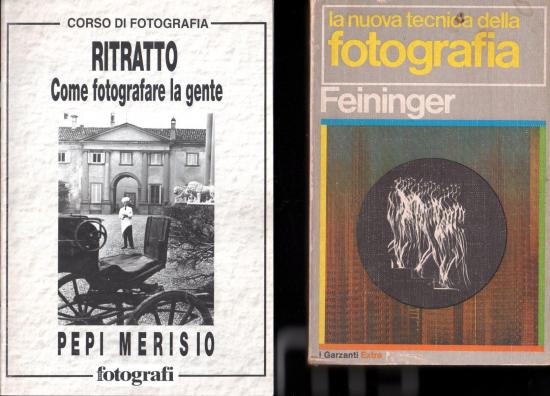 CORSO DI FOTOGRAFIA
RITRATTO
Come fotografare la gente
PEPI MERISIO
fotografi
la nuova tecnica della
fotografia
Feininger
...i Garzanti Extra